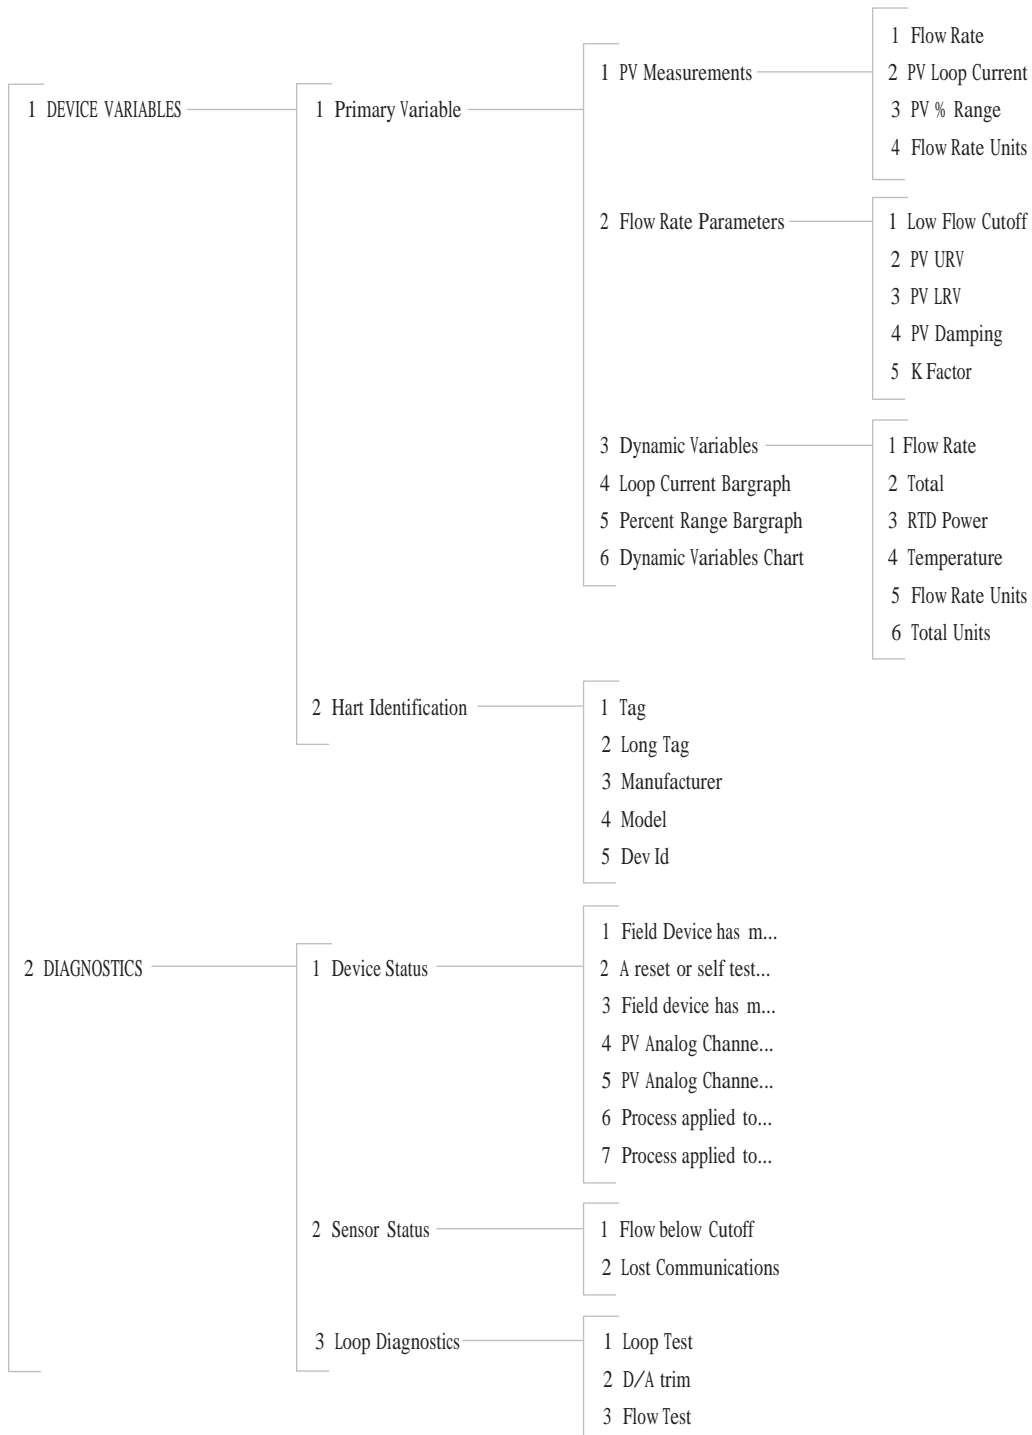 1 DEVICE VARIABLES
1 Primary Variable
1 PV Measurements
1 Flow Rate
2 PV Loop Current
3 PV % Range
4 Flow Rate Units
2 Flow Rate Parameters
1 Low Flow Cutoff
2 PV URV
3 PV LRV
4 PV Damping
5 K Factor
3 Dynamic Variables
1 Flow Rate
2 Total
3 RTD Power
4 Temperature
5 Flow Rate Units
6 Total Units
4 Loop Current Bargraph
5 Percent Range Bargraph
6 Dynamic Variables Chart
2 Hart Identification
1 Tag
2 Long Tag
3 Manufacturer
4 Model
5 Dev Id
2 DIAGNOSTICS
1 Device Status
1 Field Device has m...
2 A reset or self test...
3 Field device has m...
4 PV Analog Channe...
5 PV Analog Channe...
6 Process applied to...
7 Process applied to...
2 Sensor Status
1 Flow below Cutoff
2 Lost Communications
3 Loop Diagnostics
1 Loop Test
2 D/A trim
3 Flow Test